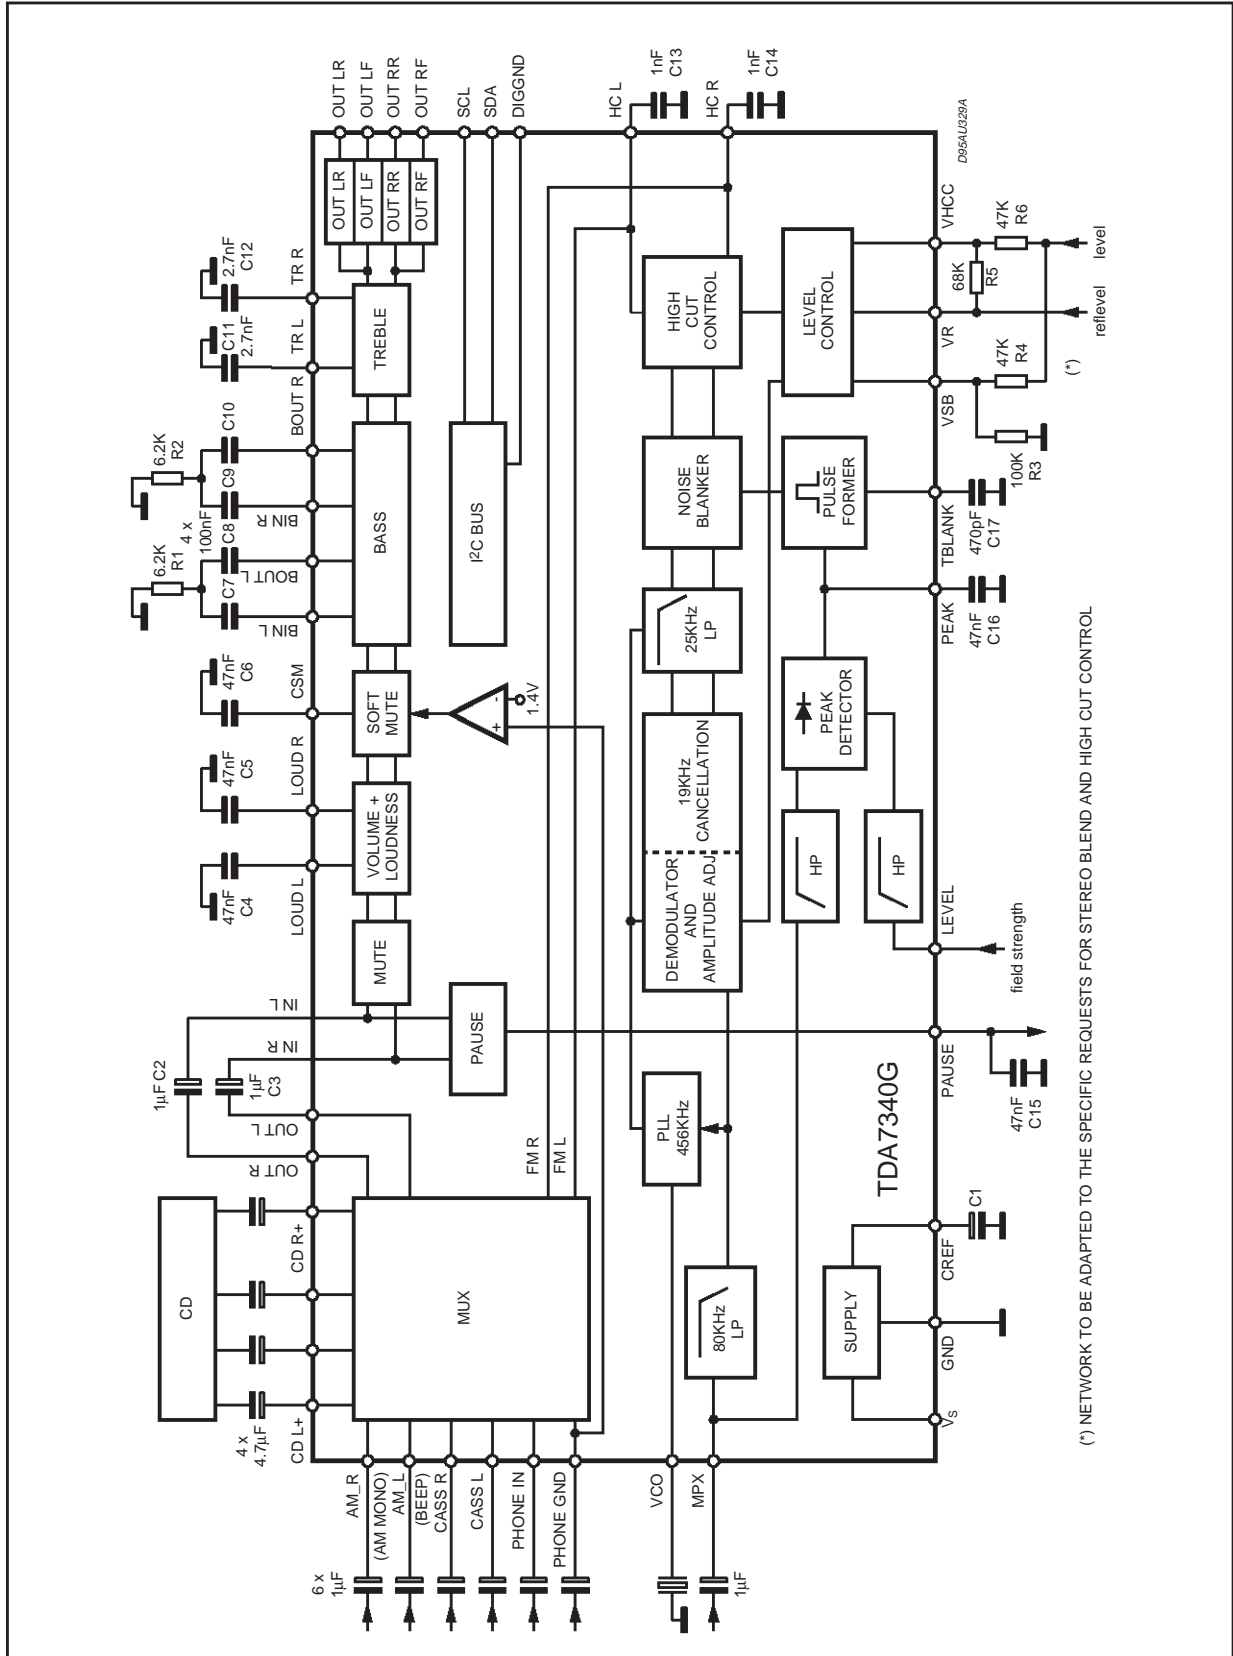 CD
4 x
4.7µF
CD L+
CD R+
OUT R
OUT L
1µF C2
1µF
C3
IN R
IN L
47nF
C4
LOUD L
47nF
C5
LOUD R
47nF
C6
CSM
BIN L
BOUT L
6.2K
R1
C7
C8
4 x
100nF
BIN R
BOUT R
6.2K
R2
C9
C10
TR L
C11
2.7nF
TR R
2.7nF
C12
6 x
1µF
AM_R
(AM MONO)
AM_L
(BEEP)
CASS R
CASS L
PHONE IN
PHONE GND
MUX
MUTE
PAUSE
VOLUME +
LOUDNESS
SOFT
MUTE
+
-
1.4V
BASS
TREBLE
OUT LR
OUT LF
OUT RR
OUT RF
OUT LR
OUT LF
OUT RR
OUT RF
I²C BUS
SCL
SDA
DIGGND
FM R
FM L
VCO
MPX
1µF
80KHz
LP
PLL
456KHz
DEMODULATOR
AND
AMPLITUDE ADJ
19KHz
CANCELLATION
25KHz
LP
NOISE
BLANKER
HIGH
CUT
CONTROL
HC L
1nF
C13
HC R
1nF
C14
HP
HP
PEAK
DETECTOR
PULSE
FORMER
LEVEL
CONTROL
SUPPLY
TDA7340G
VS
GND
CREF
C1
PAUSE
47nF
C15
LEVEL
field strength
PEAK
47nF
C16
TBLANK
470pF
C17
VSB
100K
R3
47K
R4
(*)
VR
68K
R5
reflevel
VHCC
47K
R6
level
D95AU329A
(*) NETWORK TO BE ADAPTED TO THE SPECIFIC REQUESTS FOR STEREO BLEND AND HIGH CUT CONTROL